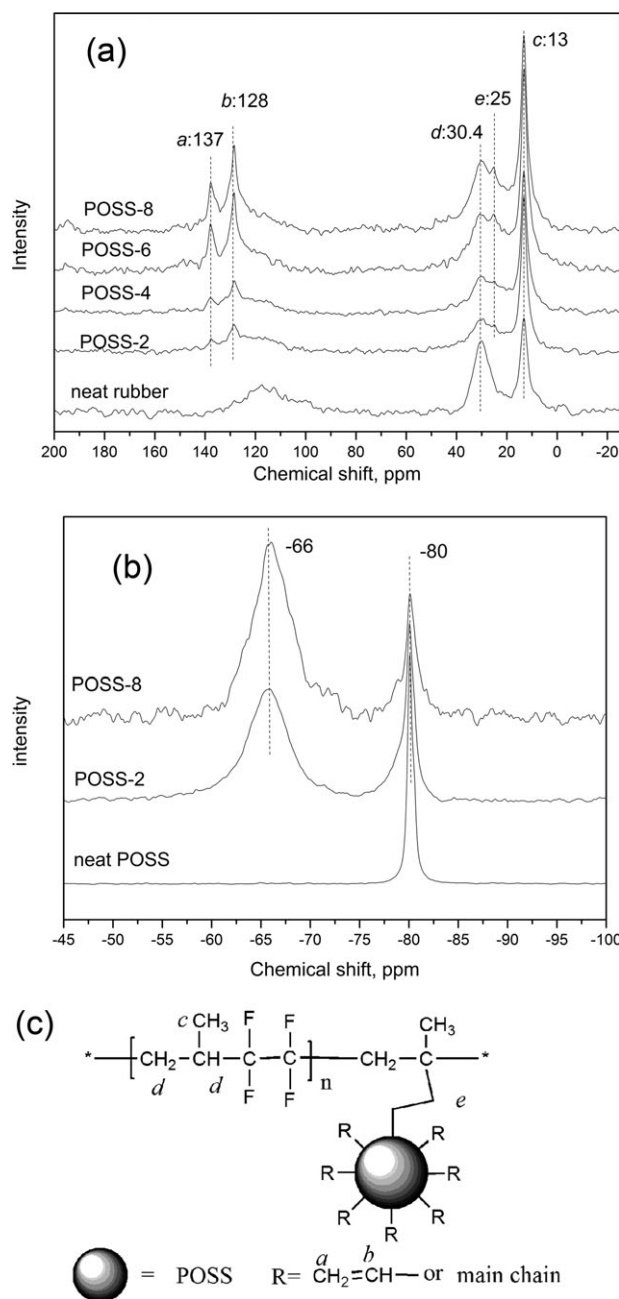 (a)
c:13
b:128
e:25
a:137
d:30.4
POSS-8
POSS-6
POSS-4
POSS-2
neat rubber
Intensity
200 180 160 140 120 100 80 60 40 20 0 -20
Chemical shift, ppm
(b)
-66
-80
POSS-8
POSS-2
neat POSS
intensity
-45 -50 -55 -60 -65 -70 -75 -80 -85 -90 -95 -100
Chemical shift, ppm
(c)
c CH3 F F CH3
* CH2 CH C C n CH2 C *
d d F F
e
R R
R R
R R
R
= POSS R= CH2=CH— or main chain
a b